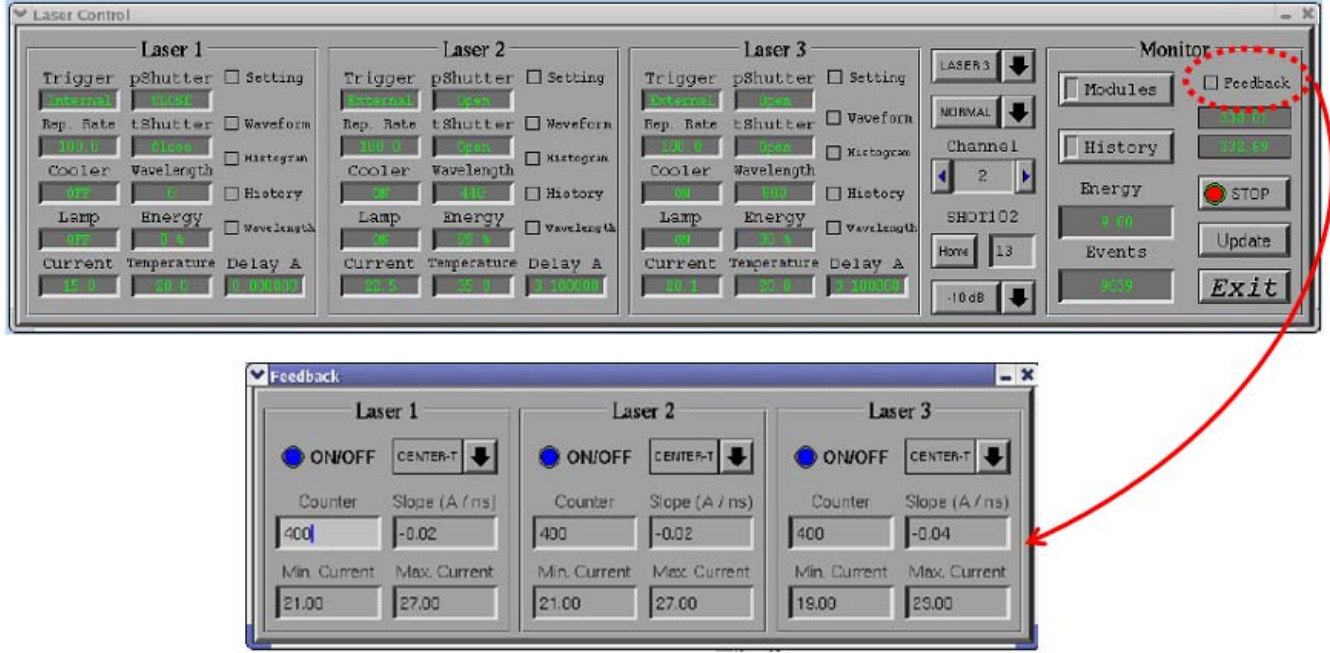 Laser Control
Laser 1
Trigger pShutter Setting
Internal CLOSE
Rep. Rate tShutter Waveform
100.0 Close
Histogram
Cooler Wavelength
OFF 0 History
Lamp Energy
OFF 0 % Wavelength
Current Temperature Delay A
15.0 20.0 0.000000
Laser 2
Trigger pShutter Setting
External Open
Rep. Rate tShutter Waveform
100.0 Open
Histogram
Cooler Wavelength
ON 440 History
Lamp Energy
ON Wavelength
Current Temperature Delay A
22.5 35.0 3.100000
Laser 3
Trigger pShutter Setting
External Open
Rep. Rate tShutter Waveform
100.0 Open
Histogram
Cooler Wavelength
ON 800 History
Lamp Energy
ON Wavelength
Current Temperature Delay A
20.1 20.0 3.100000
LASER 3
NORMAL
Channel
2
SHOT102
Home 13
-10 dB
Monitor
Modules Feedback
History 332.69
Energy STOP
9.00
Events Update
9639 Exit
Feedback
Laser 1
ON/OFF CENTER-T
Counter Slope (A / ns)
400 -0.02
Min. Current Max. Current
21.00 27.00
Laser 2
ON/OFF CENTER-T
Counter Slope (A / ns)
400 -0.02
Min. Current Max. Current
21.00 27.00
Laser 3
ON/OFF CENTER-T
Counter Slope (A / ns)
400 -0.04
Min. Current Max. Current
19.00 23.00